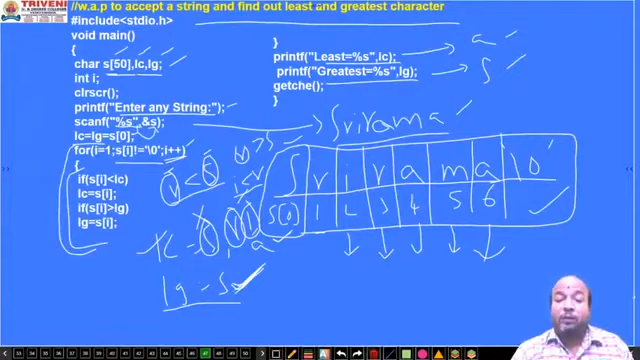 TRIVENI
//w.a.p to accept a string and find out least and greatest character
#include<stdio.h>
void main()
{
char s[50],lc,lg;
int i;
clrscr();
printf("Enter any String:");
scanf("%s",&s);
lc=lg=s[0];
for(i=1;s[i]!='\0';i++)
{
if(s[i]<lc)
lc=s[i];
if(s[i]>lg)
lg=s[i];
}
printf("Least=%s",lc);
printf("Greatest=%s",lg);
getche();
}
a
S
Srirama
S r i r a m a \0
S[0] 1 2 3 4 5 6
lg - S